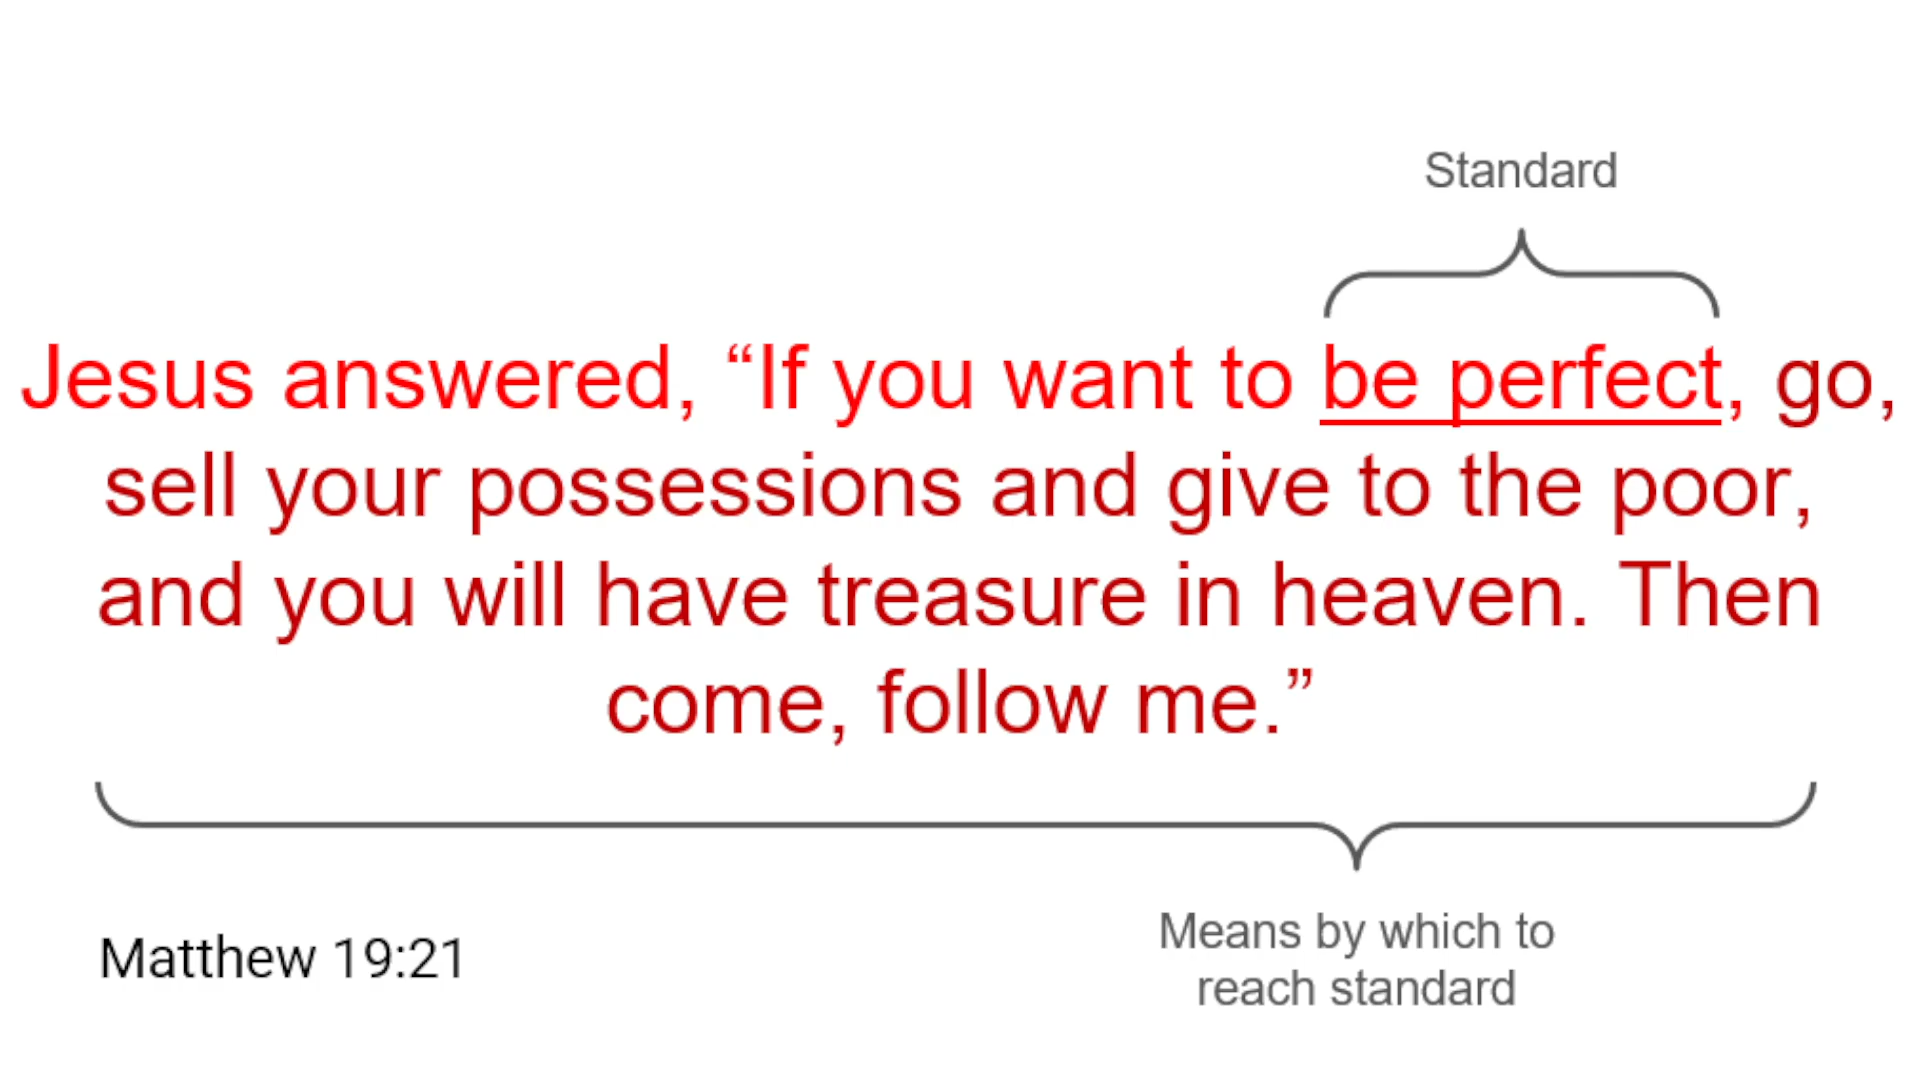 Standard
Jesus answered, “If you want to be perfect, go,
sell your possessions and give to the poor,
and you will have treasure in heaven. Then
come, follow me.”
Means by which to
reach standard
Matthew 19:21